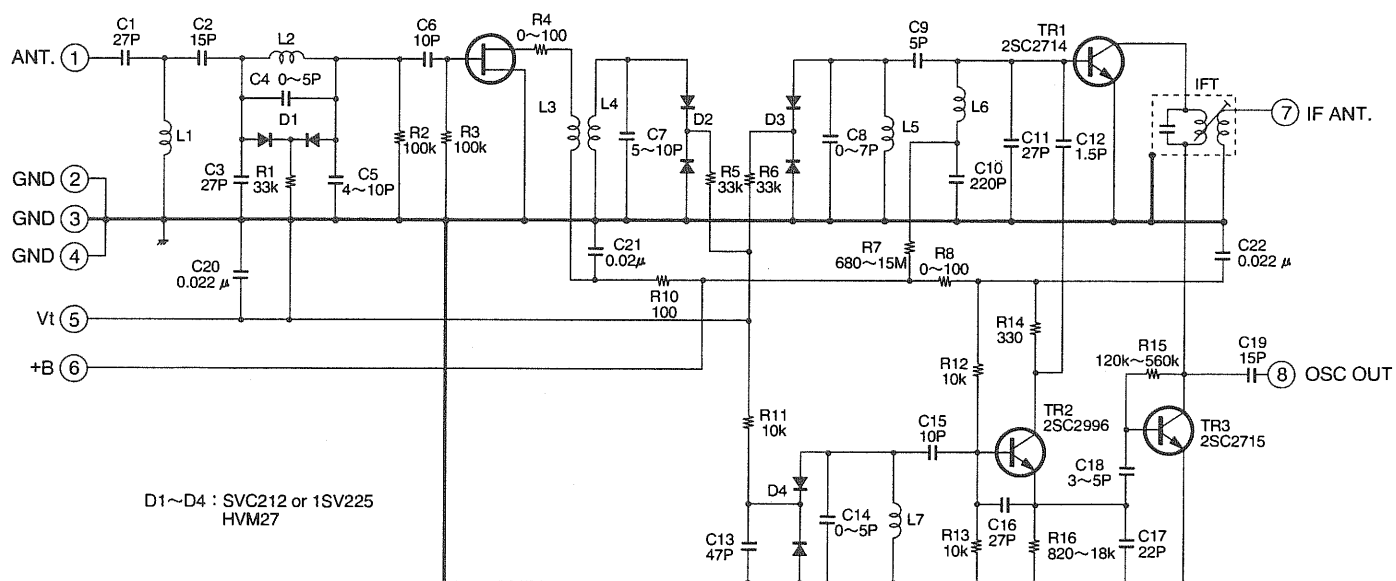 C1
27P
C2
15P
L2
C4 0～5P
D1
C6
10P
R4
0～100
C9
5P
TR1
2SC2714
IFT
ANT. 1
7 IF ANT.
L1
L3
L4
C7
5～10P
D2
D3
C8
0～7P
L5
L6
C11
27P
C12
1.5P
R2
100k
R3
100k
C3
27P
R1
33k
C5
4～10P
R5
33k
R6
33k
C10
220P
GND 2
GND 3
GND 4
C20
0.022 μ
C21
0.02μ
R7
680～15M
R8
0～100
C22
0.022 μ
R10
100
Vt 5
+B 6
R14
330
R12
10k
R15
120k～560k
C19
15P
8 OSC OUT
R11
10k
C15
10P
TR2
2SC2996
TR3
2SC2715
C18
3～5P
D1～D4 : SVC212 or 1SV225
HVM27
D4
C13
47P
C14
0～5P
L7
C16
27P
R13
10k
R16
820～18k
C17
22P